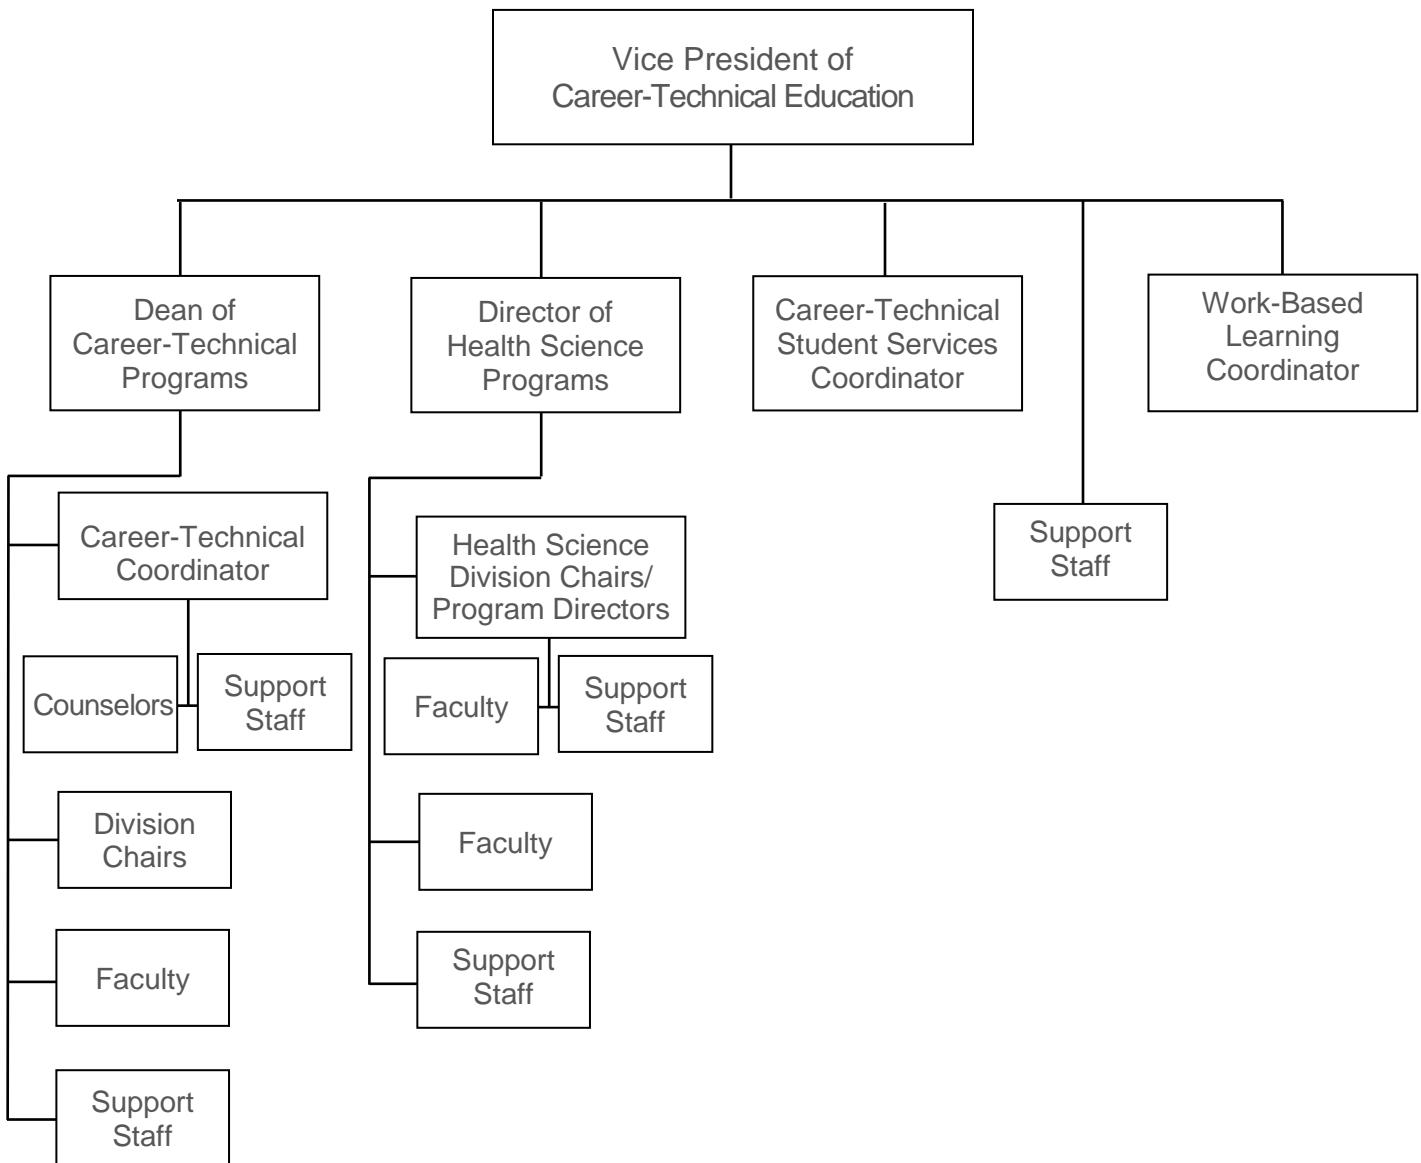 Vice President of
Career-Technical Education
Dean of
Career-Technical
Programs
Director of
Health Science
Programs
Career-Technical
Student Services
Coordinator
Work-Based
Learning
Coordinator
Support
Staff
Career-Technical
Coordinator
Counselors
Support
Staff
Division
Chairs
Faculty
Support
Staff
Health Science
Division Chairs/
Program Directors
Faculty
Support
Staff
Faculty
Support
Staff